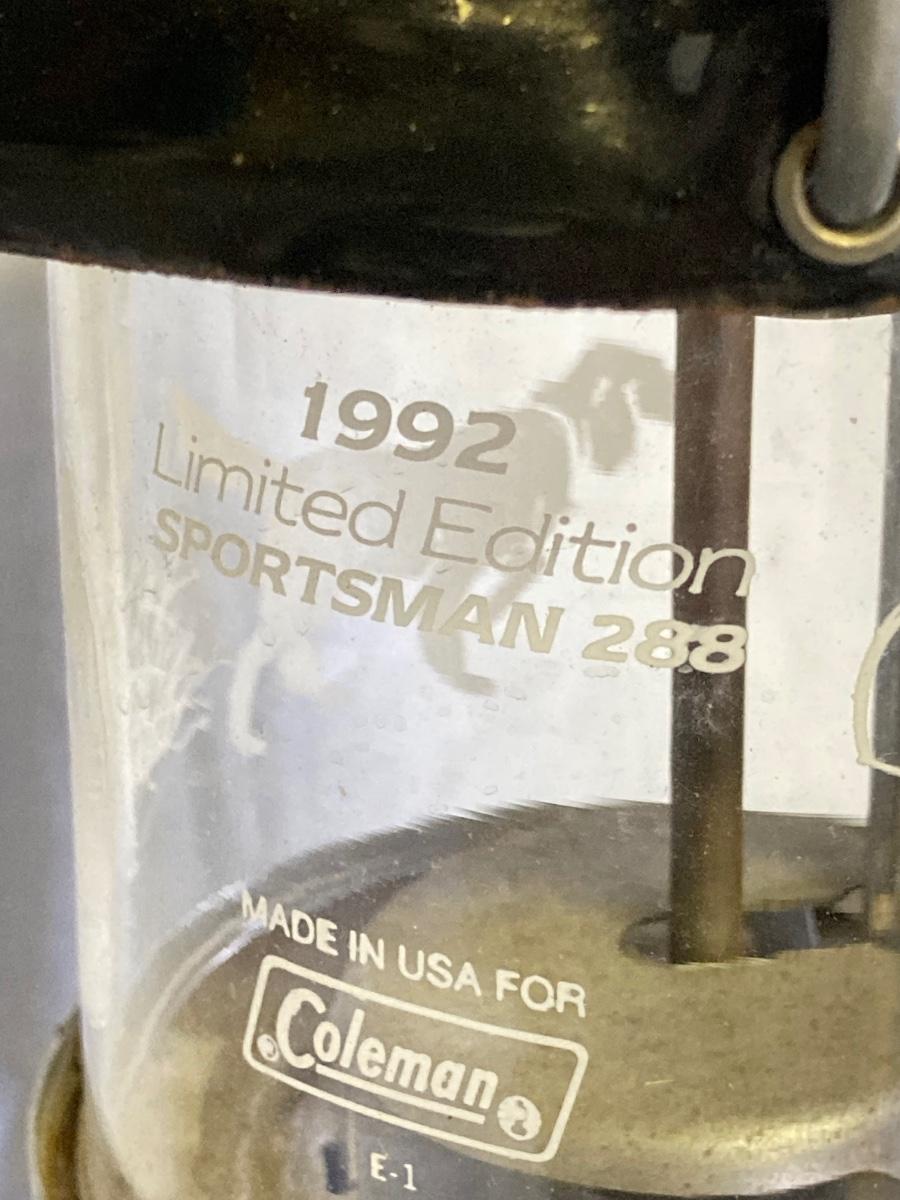 1992
Limited Edition
SPORTSMAN 288
MADE IN USA FOR
® Coleman
E-1